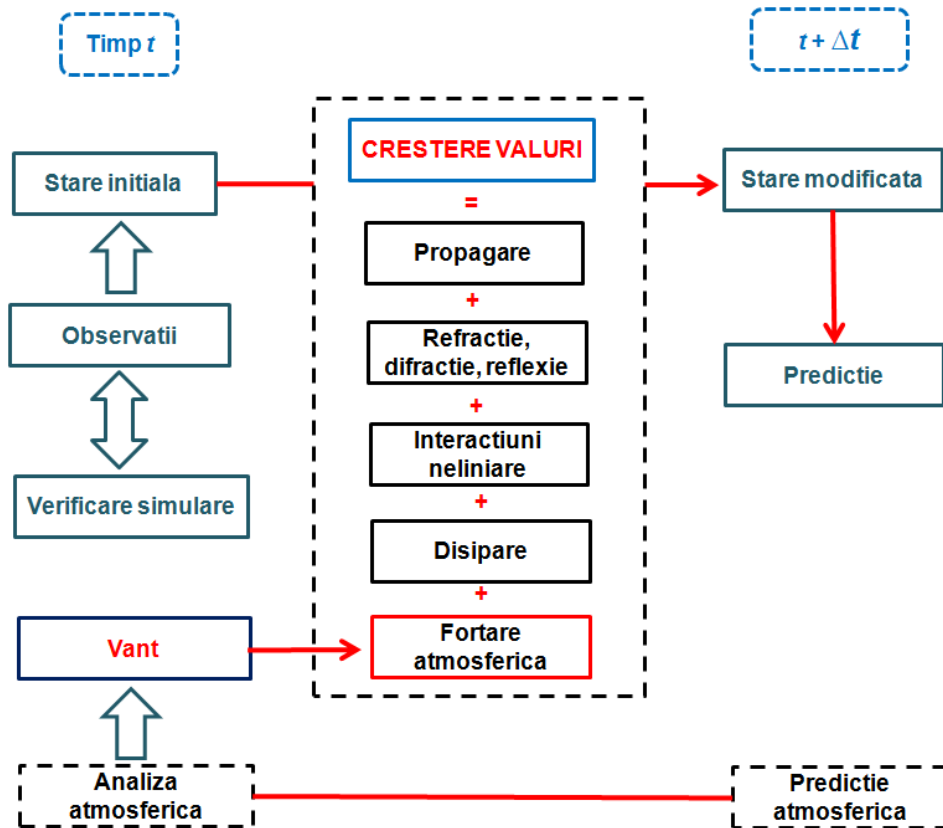 Timp t
t + Δt
CRESTERE VALURI
=
Propagare
+
Refractie,
difractie, reflexie
+
Interactiuni
neliniare
+
Disipare
+
Fortare
atmosferica
Stare initiala
Observatii
Verificare simulare
Vant
Analiza
atmosferica
Stare modificata
Predictie
Predictie
atmosferica